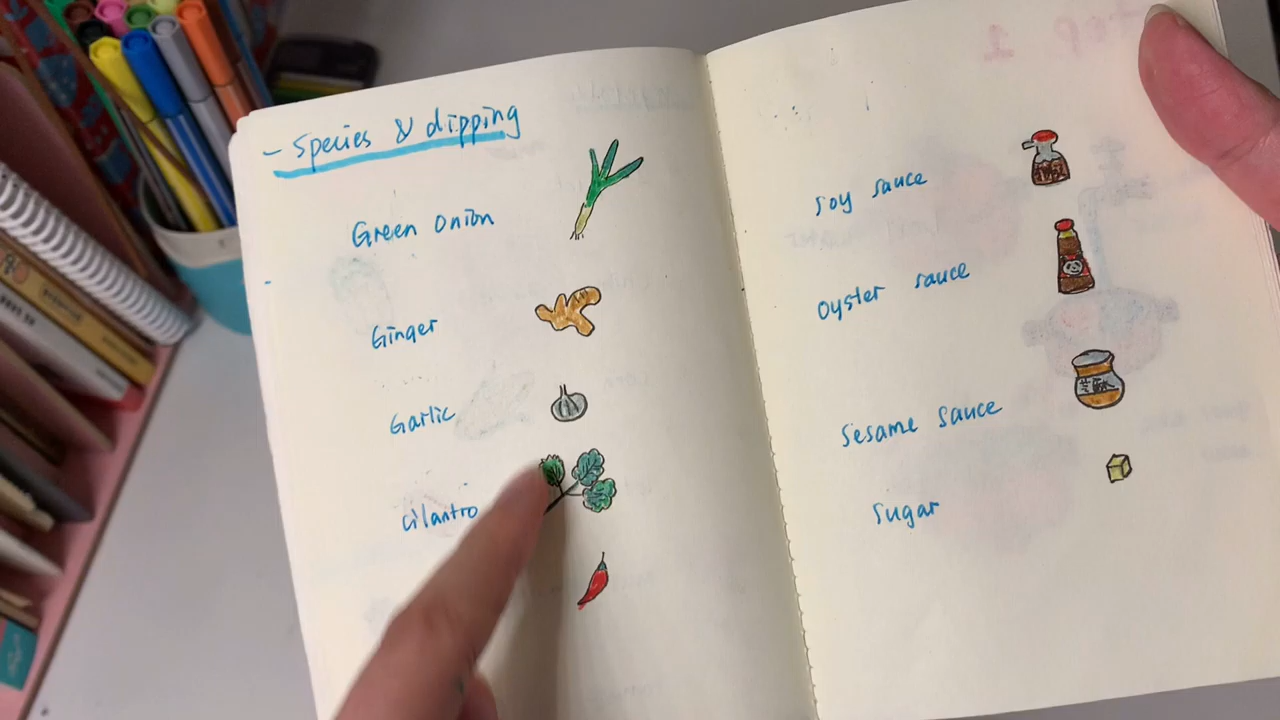 - Species & dipping
Green onion
Ginger
Garlic
cilantro
Soy sauce
Oyster sauce
Sesame sauce
Sugar